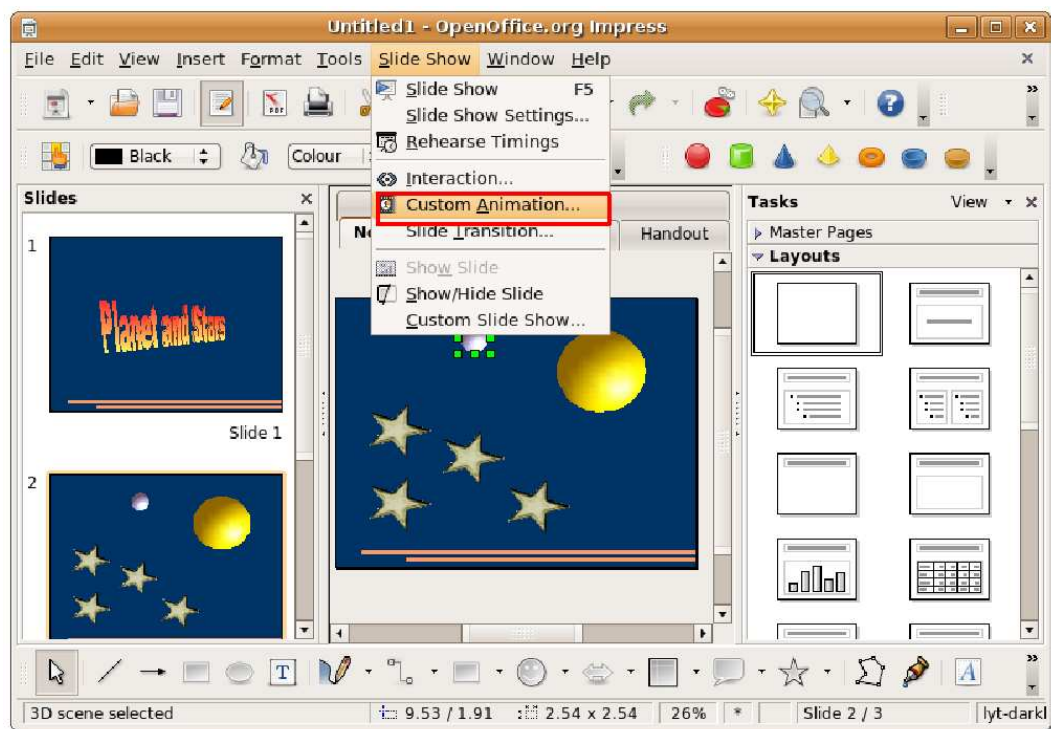 Untitled1 - OpenOffice.org Impress
File Edit View Insert Format Tools Slide Show Window Help
Slide Show F5
Slide Show Settings...
Rehearse Timings
Interaction...
Custom Animation...
Slide Transition...
Show Slide
Show/Hide Slide
Custom Slide Show...
PDF
Black
Colour
Slides
1
Planet and Stars
Slide 1
2
Handout
Tasks View
Master Pages
Layouts
T
A
3D scene selected 9.53 / 1.91 2.54 x 2.54 26% * Slide 2 / 3 lyt-darkl